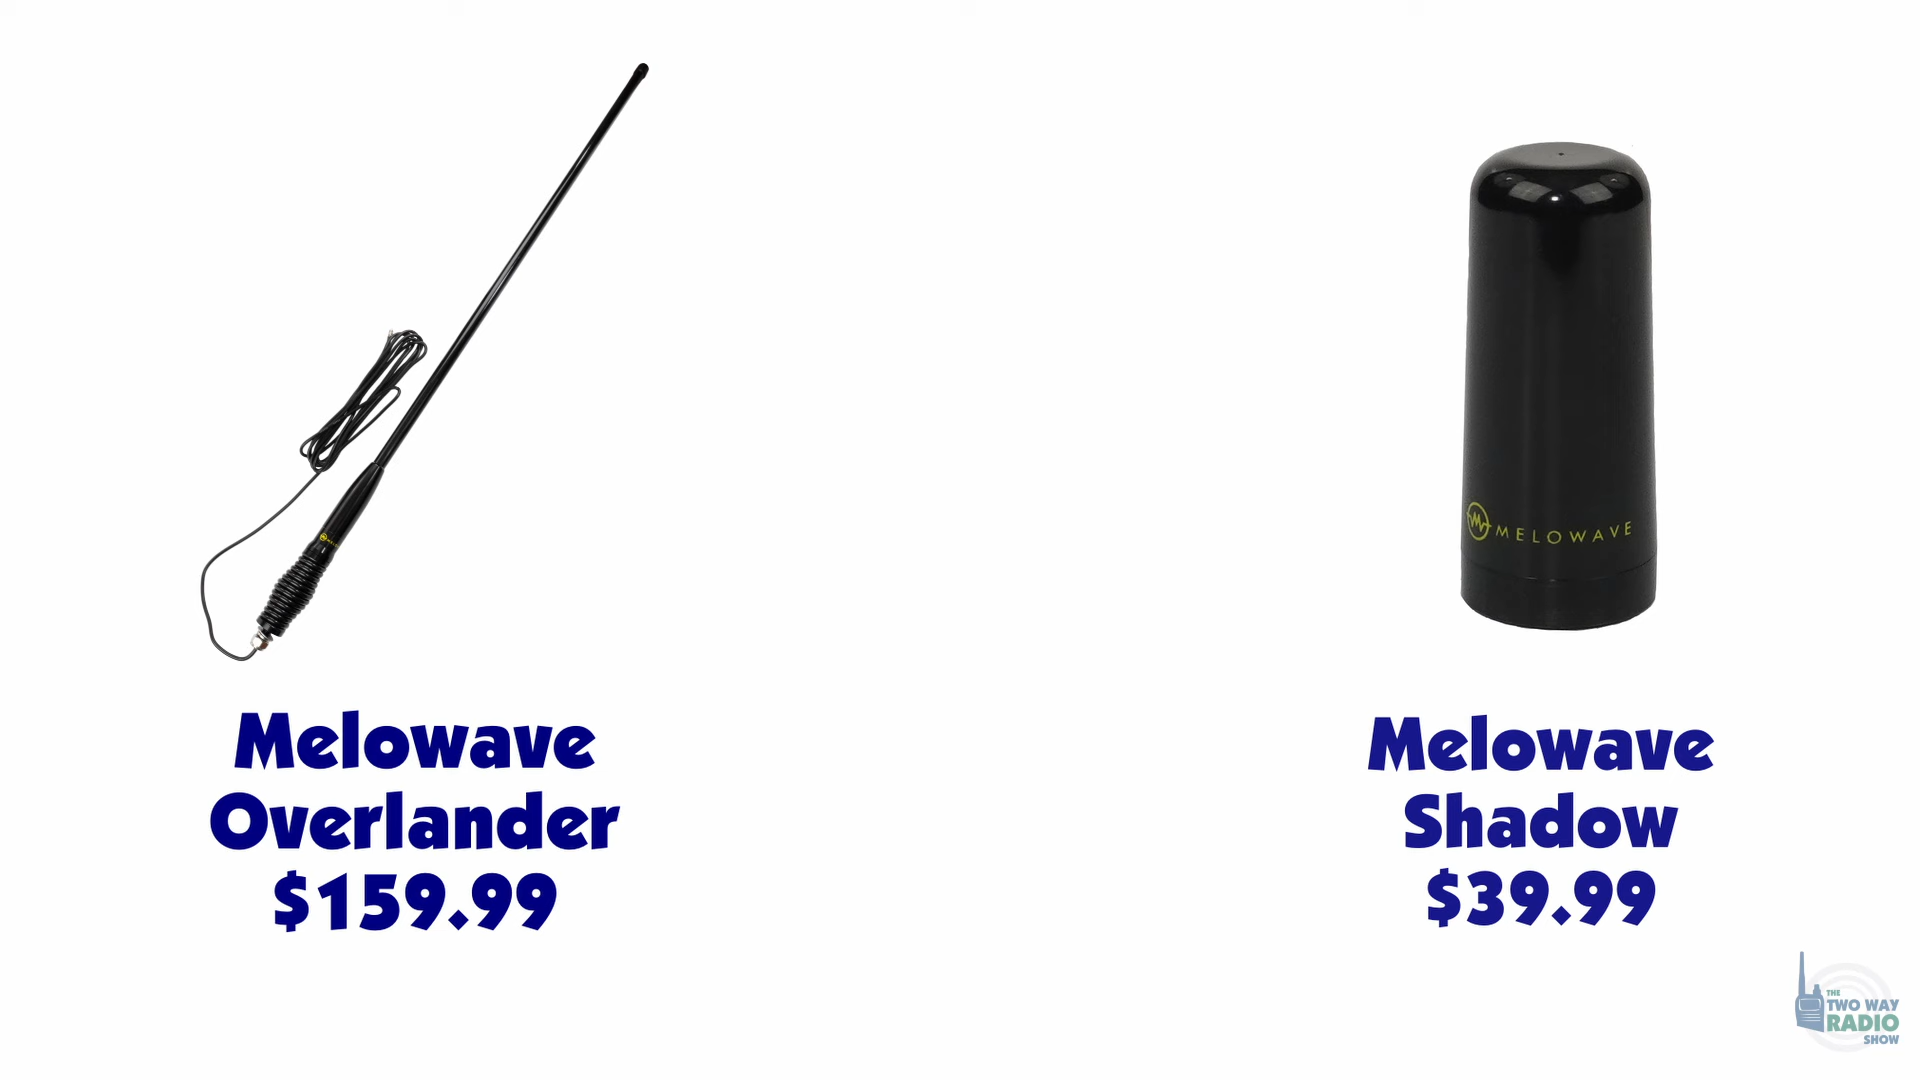 MELOWAVE
Melowave
Overlander
$159.99
Melowave
Shadow
$39.99
THE
TWO WAY
RADIO
SHOW